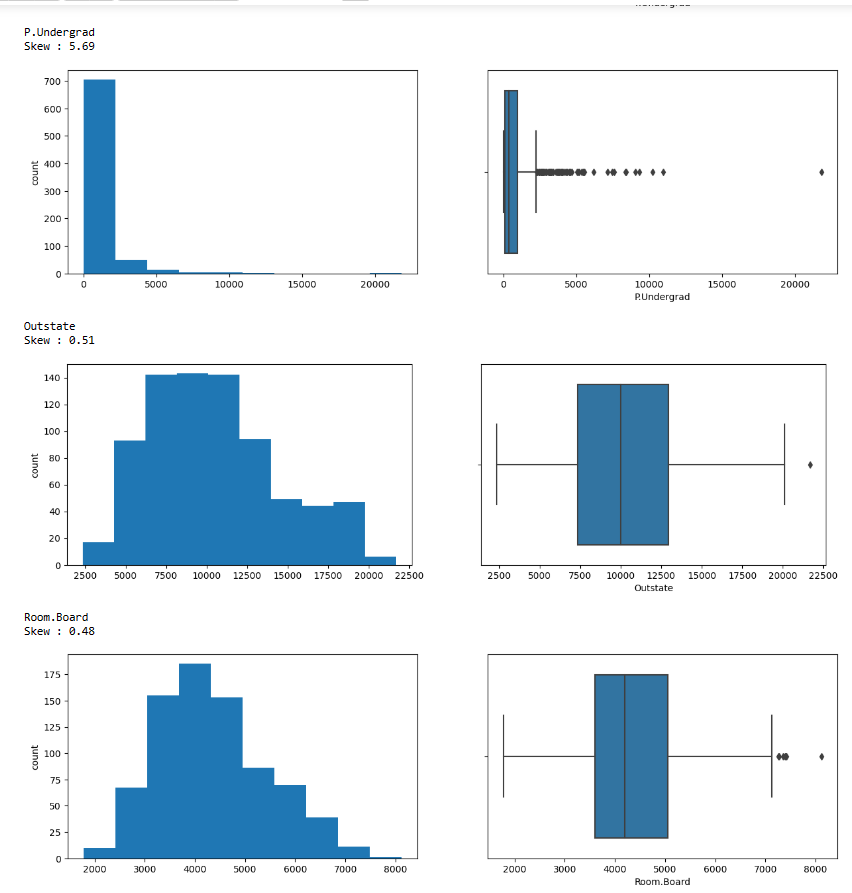 P.Undergrad
Skew : 5.69
700
600
500
400
300
200
100
0
count
0 5000 10000 15000 20000
0 5000 10000 15000 20000
P.Undergrad
Outstate
Skew : 0.51
140
120
100
80
60
40
20
0
count
2500 5000 7500 10000 12500 15000 17500 20000 22500
2500 5000 7500 10000 12500 15000 17500 20000 22500
Outstate
Room.Board
Skew : 0.48
175
150
125
100
75
50
25
0
count
2000 3000 4000 5000 6000 7000 8000
2000 3000 4000 5000 6000 7000 8000
Room.Board